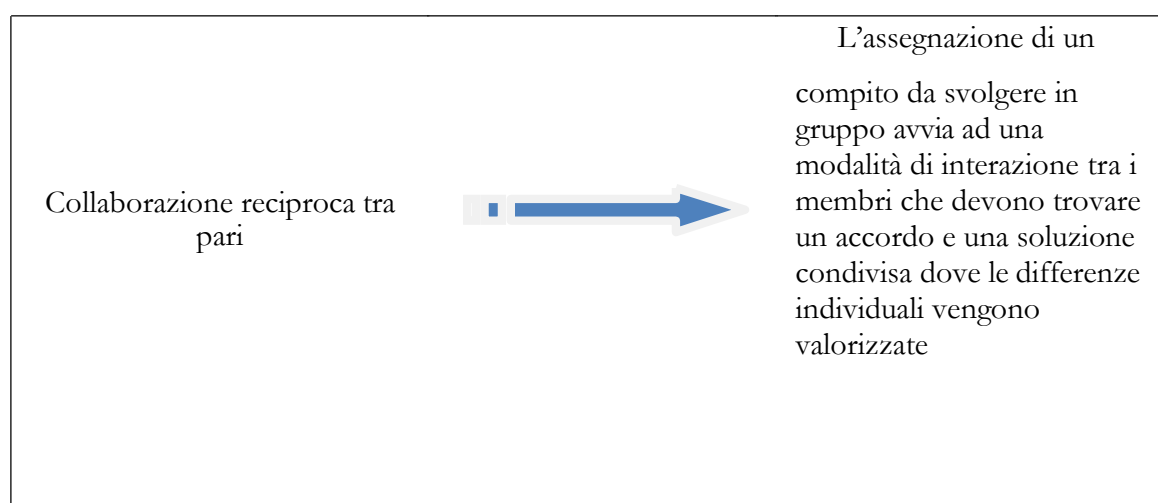 Collaborazione reciproca tra
pari
L’assegnazione di un
compito da svolgere in
gruppo avvia ad una
modalità di interazione tra i
membri che devono trovare
un accordo e una soluzione
condivisa dove le differenze
individuali vengono
valorizzate